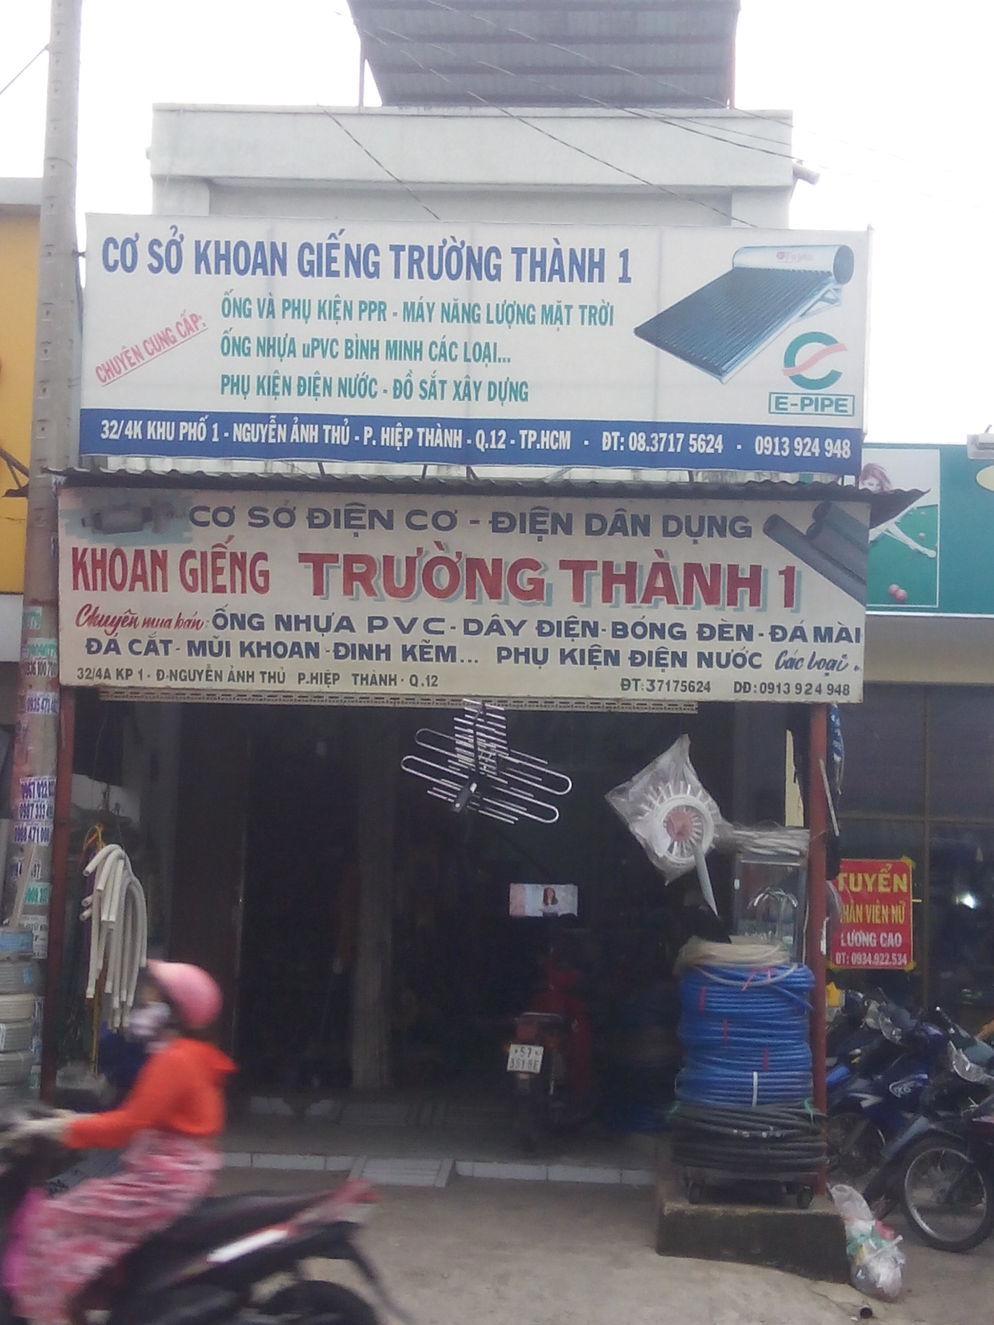 CƠ SỞ KHOAN GIẾNG TRƯỜNG THÀNH 1
CHUYÊN CUNG CẤP:
ỐNG VÀ PHỤ KIỆN PPR - MÁY NĂNG LƯỢNG MẶT TRỜI
ỐNG NHỰA uPVC BÌNH MINH CÁC LOẠI...
PHỤ KIỆN ĐIỆN NƯỚC - ĐỒ SẮT XÂY DỰNG
E-PIPE
32/4K KHU PHỐ 1 - NGUYỄN ẢNH THỦ - P. HIỆP THÀNH - Q.12 - TP.HCM - ĐT: 08.3717 5624 - 0913 924 948
CƠ SỞ ĐIỆN CƠ - ĐIỆN DÂN DỤNG
KHOAN GIẾNG TRƯỜNG THÀNH 1
Chuyên mua bán: ỐNG NHỰA PVC - DÂY ĐIỆN - BÓNG ĐÈN - ĐÁ MÀI
ĐÁ CẮT - MŨI KHOAN - ĐINH KẼM... PHỤ KIỆN ĐIỆN NƯỚC Các loại.
32/4A KP 1 - Đ.NGUYỄN ẢNH THỦ P.HIỆP THÀNH - Q.12 ĐT:37175624 DĐ:0913 924 948
TUYỂN
NHÂN VIÊN NỮ
LƯƠNG CAO
ĐT: 0934.922.534
57